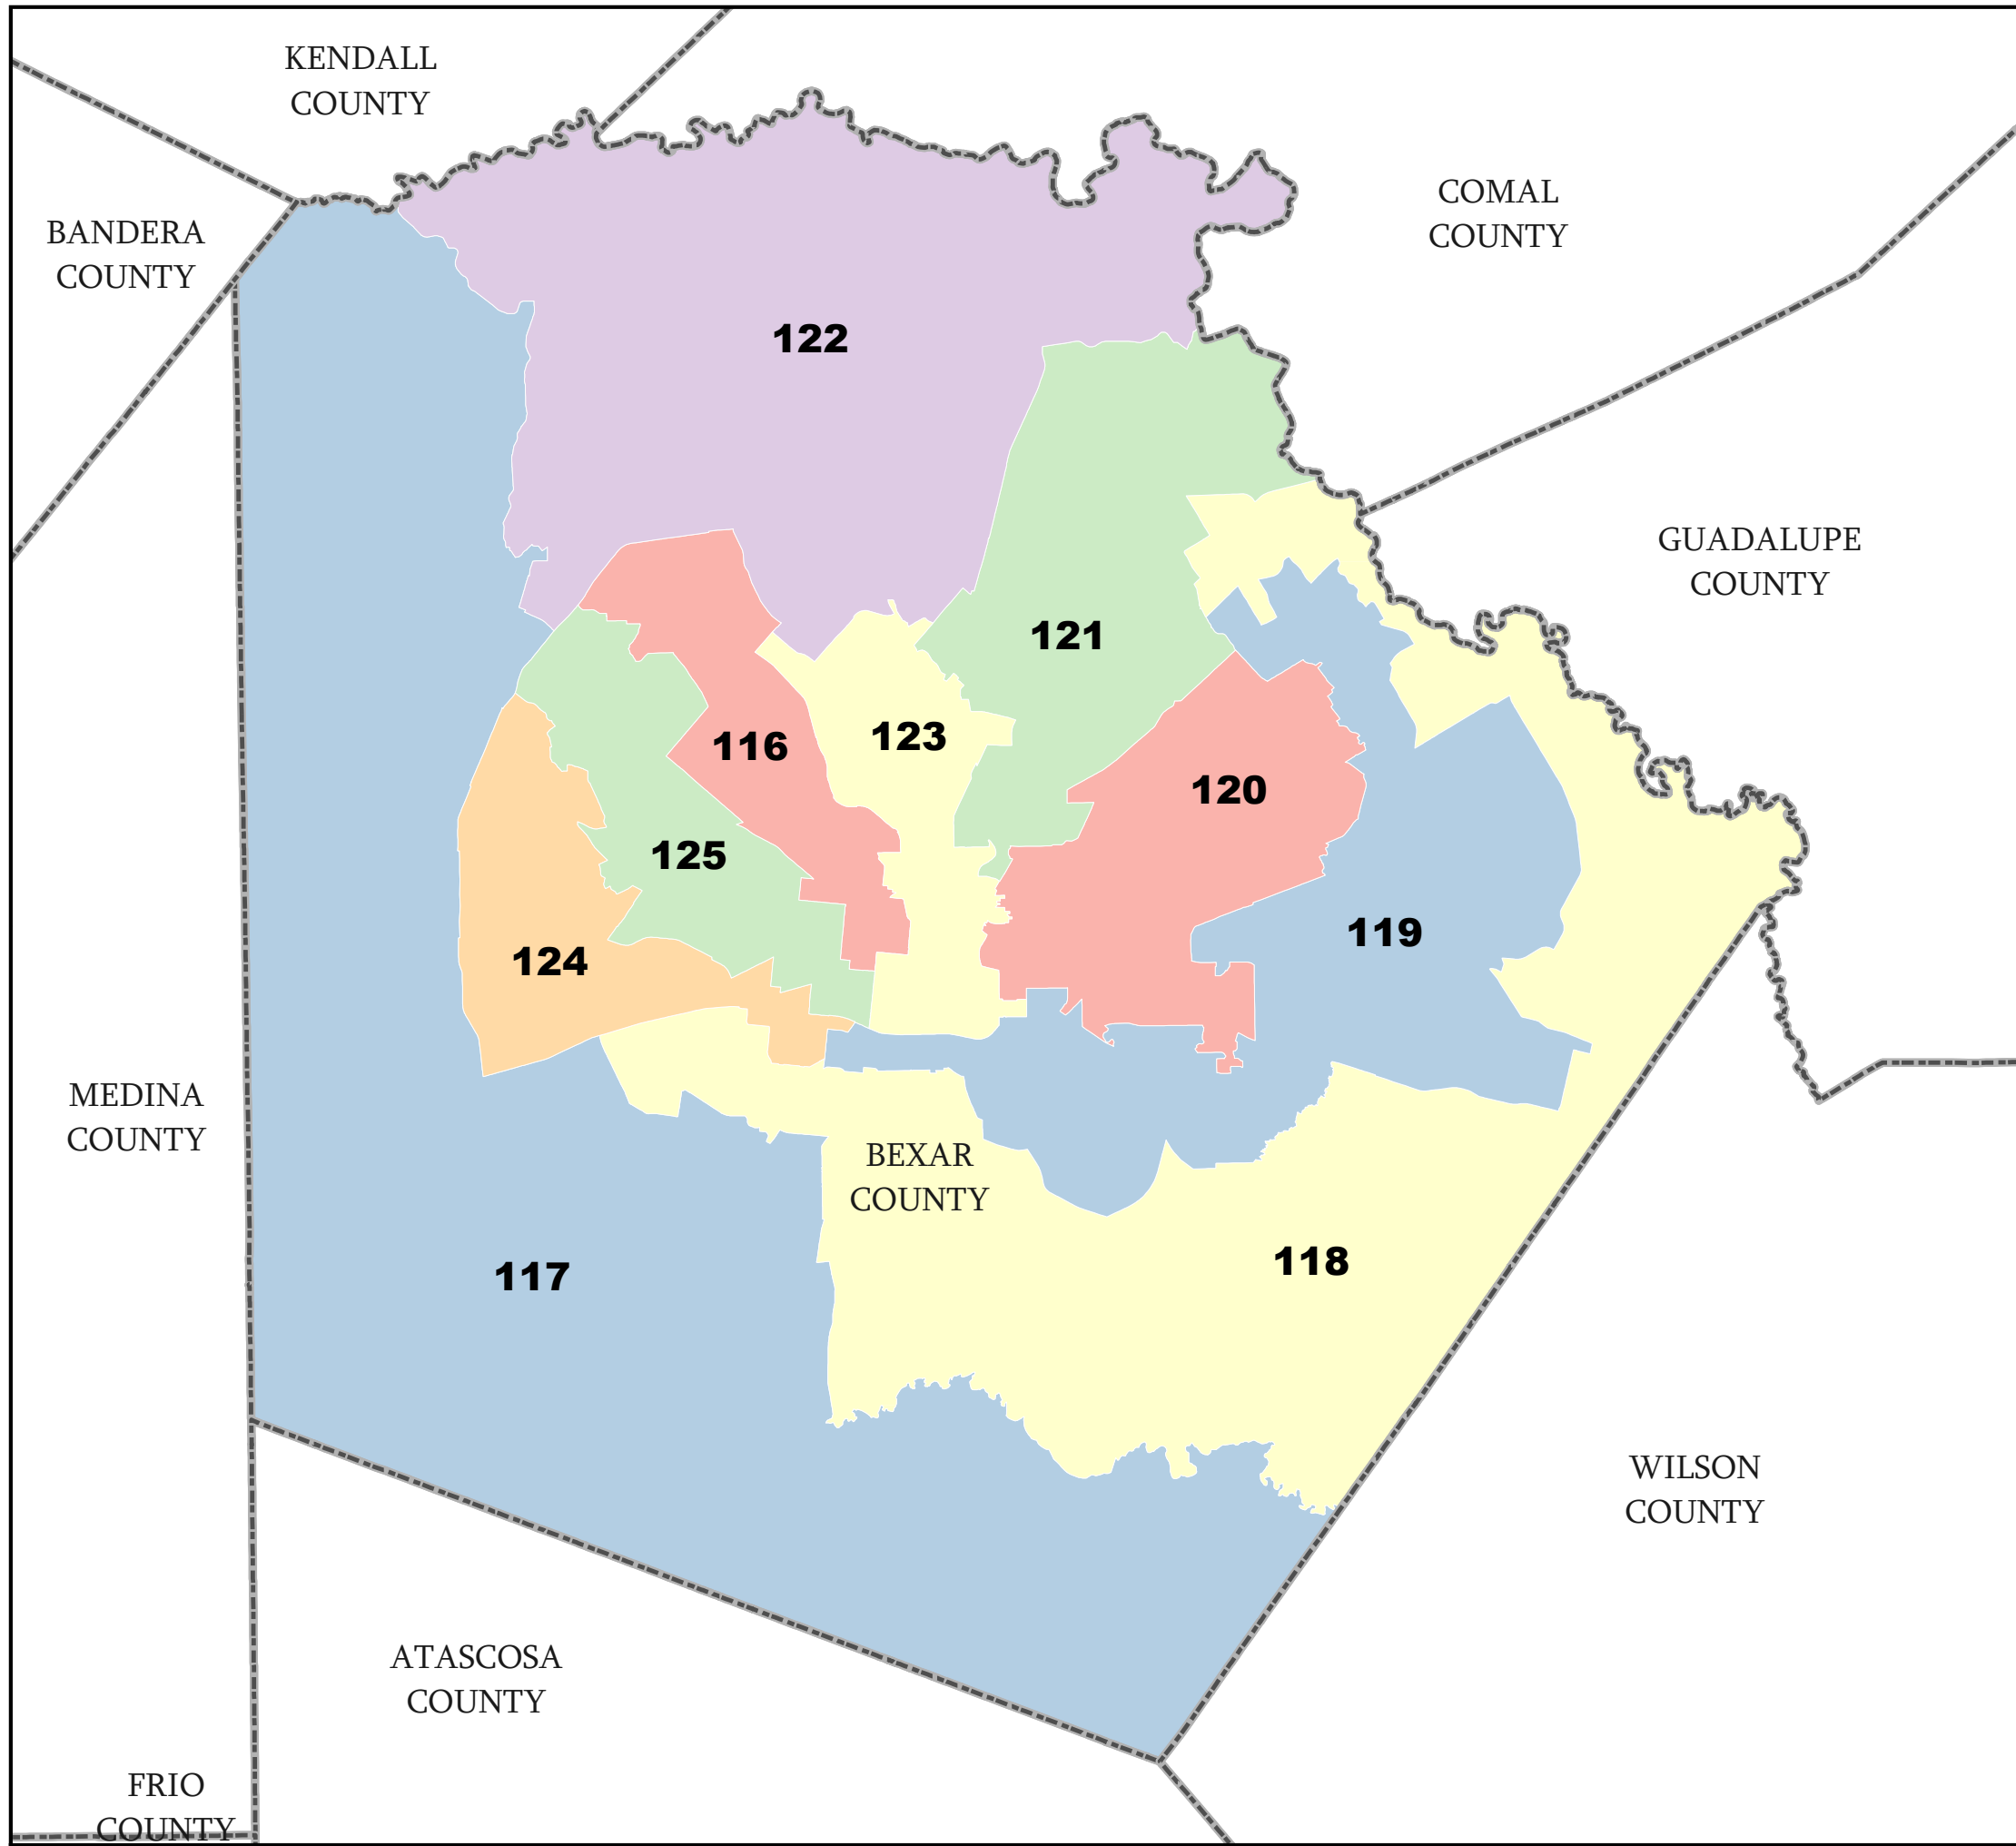 KENDALL
COUNTY
COMAL
COUNTY
BANDERA
COUNTY
122
GUADALUPE
COUNTY
121
123
116
120
125
119
124
MEDINA
COUNTY
BEXAR
COUNTY
118
117
WILSON
COUNTY
ATASCOSA
COUNTY
FRIO
COUNTY